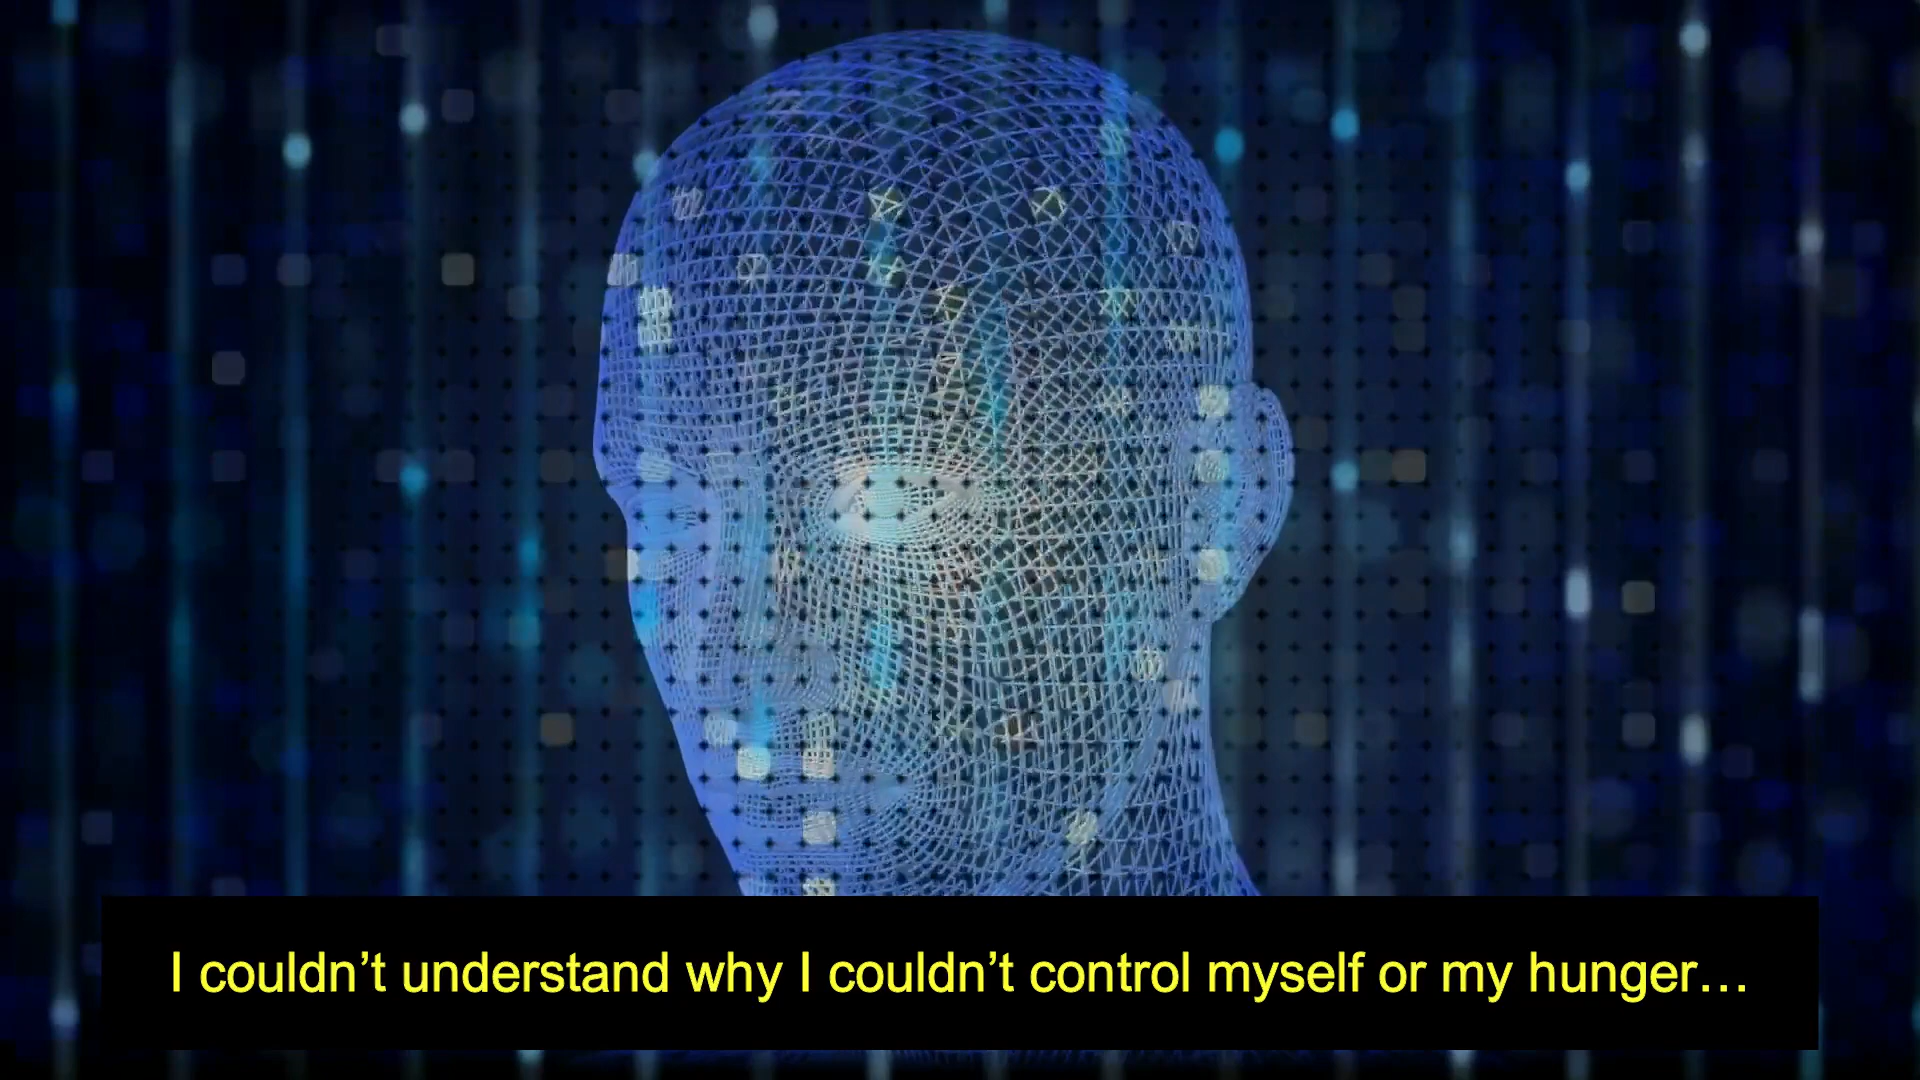 I couldn’t understand why I couldn’t control myself or my hunger…